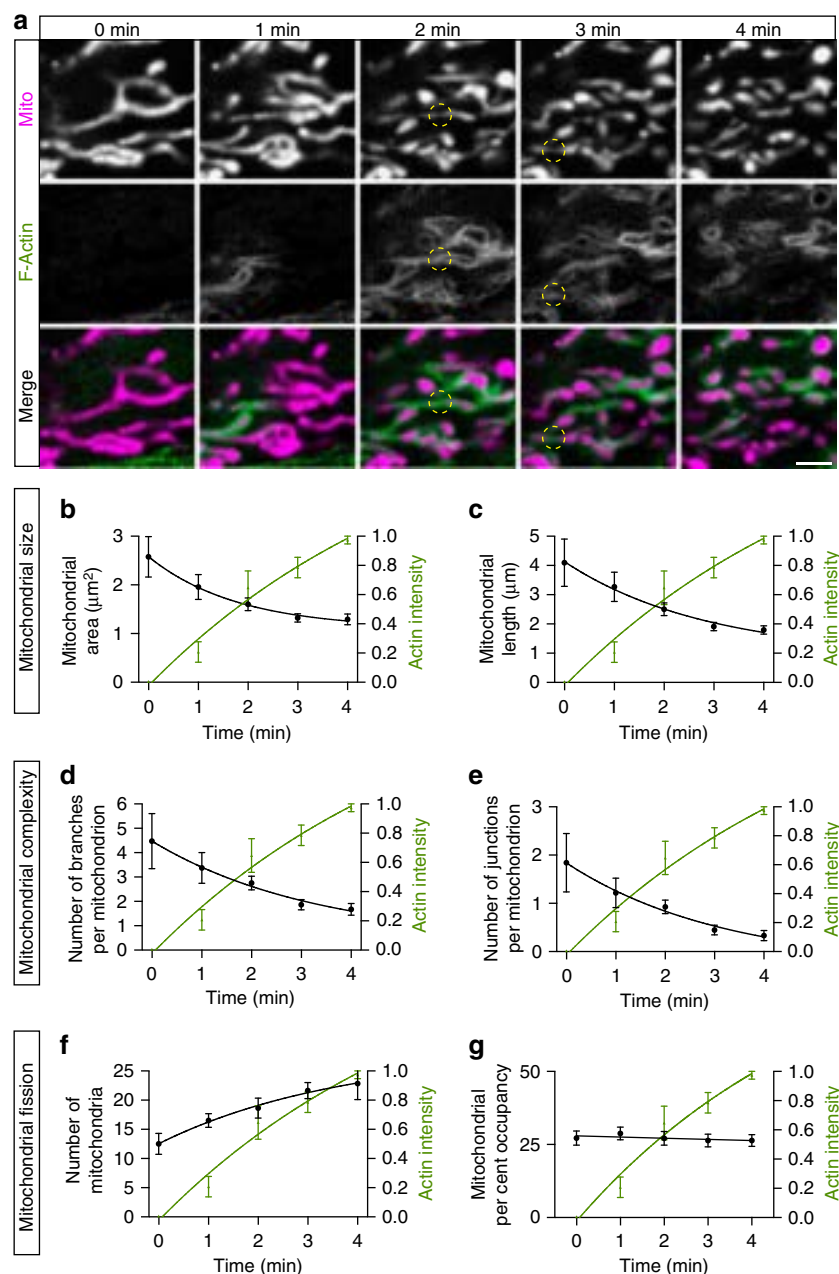 a
0 min 1 min 2 min 3 min 4 min
Mito
F-Actin
Merge
Mitochondrial size
b
Mitochondrial
area (μm²)
3
2
1
0
1.0
0.8
0.6
0.4
0.2
0.0
Actin intensity
0 1 2 3 4
Time (min)
c
Mitochondrial
length (μm)
5
4
3
2
1
0
1.0
0.8
0.6
0.4
0.2
0.0
Actin intensity
0 1 2 3 4
Time (min)
Mitochondrial complexity
d
Number of branches
per mitochondrion
6
5
4
3
2
1
0
1.0
0.8
0.6
0.4
0.2
0.0
Actin intensity
0 1 2 3 4
Time (min)
e
Number of junctions
per mitochondrion
3
2
1
0
1.0
0.8
0.6
0.4
0.2
0.0
Actin intensity
0 1 2 3 4
Time (min)
Mitochondrial fission
f
Number of
mitochondria
25
20
15
10
5
0
1.0
0.8
0.6
0.4
0.2
0.0
Actin intensity
0 1 2 3 4
Time (min)
g
Mitochondrial
per cent occupancy
50
25
0
1.0
0.8
0.6
0.4
0.2
0.0
Actin intensity
0 1 2 3 4
Time (min)